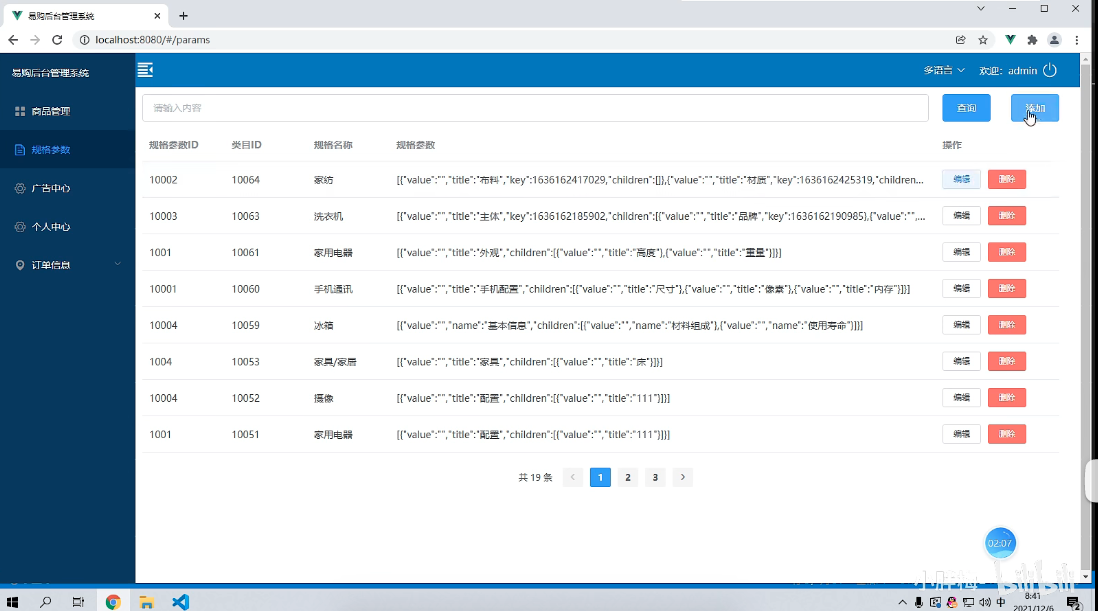 易购后台管理系统
localhost:8080/#/params
易购后台管理系统
多语言 欢迎: admin
商品管理
规格参数
广告中心
个人中心
订单信息
请输入内容 查询 添加
规格参数ID 类目ID 规格名称 规格参数 操作
10002 10064 家纺 [{"value":"","title":"布料","key":1636162417029,"children":[]},{"value":"","title":"材质","key":1636162425319,"children... 编辑 删除
10003 10063 洗衣机 [{"value":"","title":"主体","key":1636162185902,"children":[{"value":"","title":"品牌","key":1636162190985},{"value":"",... 编辑 删除
1001 10061 家用电器 [{"value":"","title":"外观","children":[{"value":"","title":"高度"},{"value":"","title":"重量"}]}] 编辑 删除
10001 10060 手机通讯 [{"value":"","title":"手机配置","children":[{"value":"","title":"尺寸"},{"value":"","title":"像素"},{"value":"","title":"内存"}]}] 编辑 删除
10004 10059 冰箱 [{"value":"","name":"基本信息","children":[{"value":"","name":"材料组成"},{"value":"","name":"使用寿命"}]}] 编辑 删除
1004 10053 家具/家居 [{"value":"","title":"家具","children":[{"value":"","title":"床"}]}] 编辑 删除
10004 10052 摄像 [{"value":"","title":"配置","children":[{"value":"","title":"111"}]}] 编辑 删除
1001 10051 家用电器 [{"value":"","title":"配置","children":[{"value":"","title":"111"}]}] 编辑 删除
共 19 条 1 2 3
02:07
bilibili
中
8:41
2021/12/6
2